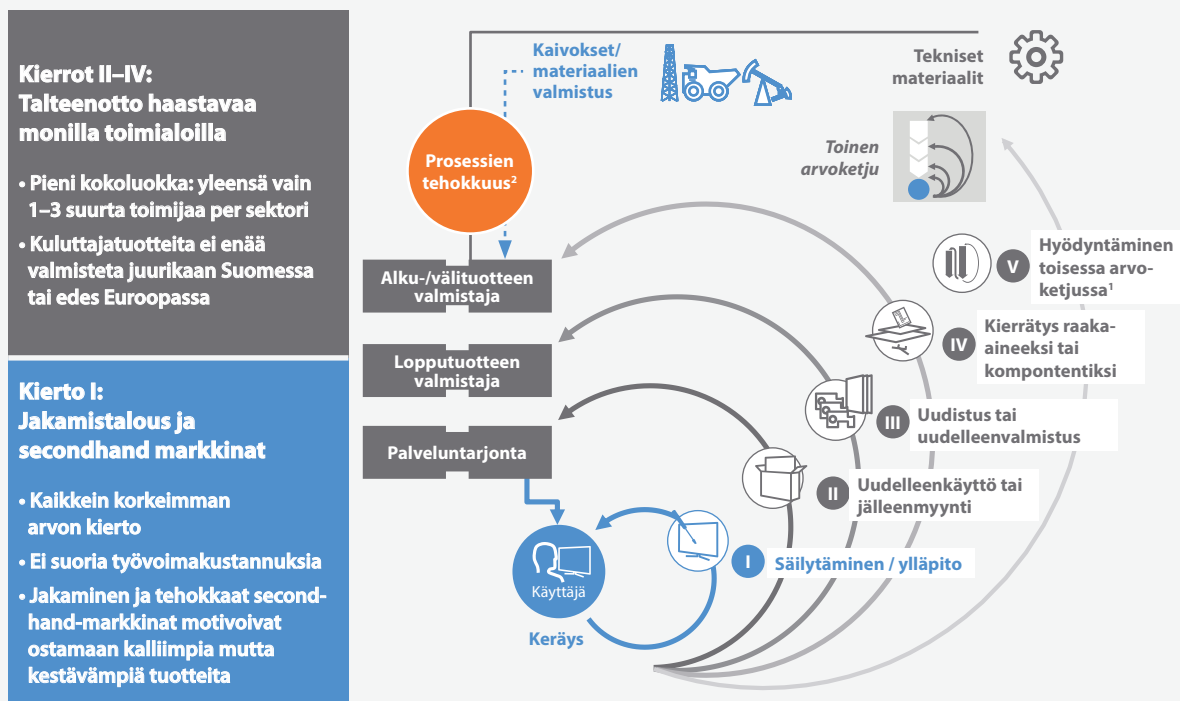 Kierrot II–IV:
Talteenotto haastavaa
monilla toimialoilla
• Pieni kokoluokka: yleensä vain
1–3 suurta toimijaa per sektori
• Kuluttajatuotteita ei enää
valmisteta juurikaan Suomessa
tai edes Euroopassa
Kierto I:
Jakamistalous ja
secondhand markkinat
• Kaikkein korkeimman
arvon kierto
• Ei suoria työvoimakustannuksia
• Jakaminen ja tehokkaat second-
hand-markkinat motivoivat
ostamaan kalliimpia mutta
kestävämpiä tuotteita
Kaivokset/
materiaalien
valmistus
Tekniset
materiaalit
Prosessien
tehokkuus²
Toinen
arvoketju
Alku-/välituotteen
valmistaja
Lopputuotteen
valmistaja
Palveluntarjonta
Käyttäjä
Keräys
V
Hyödyntäminen
toisessa arvo-
ketjussa¹
IV
Kierrätys raaka-
aineeksi tai
kompontentiksi
III
Uudistus tai
uudelleenvalmistus
II
Uudelleenkäyttö tai
jälleenmyynti
I
Säilytäminen / ylläpito